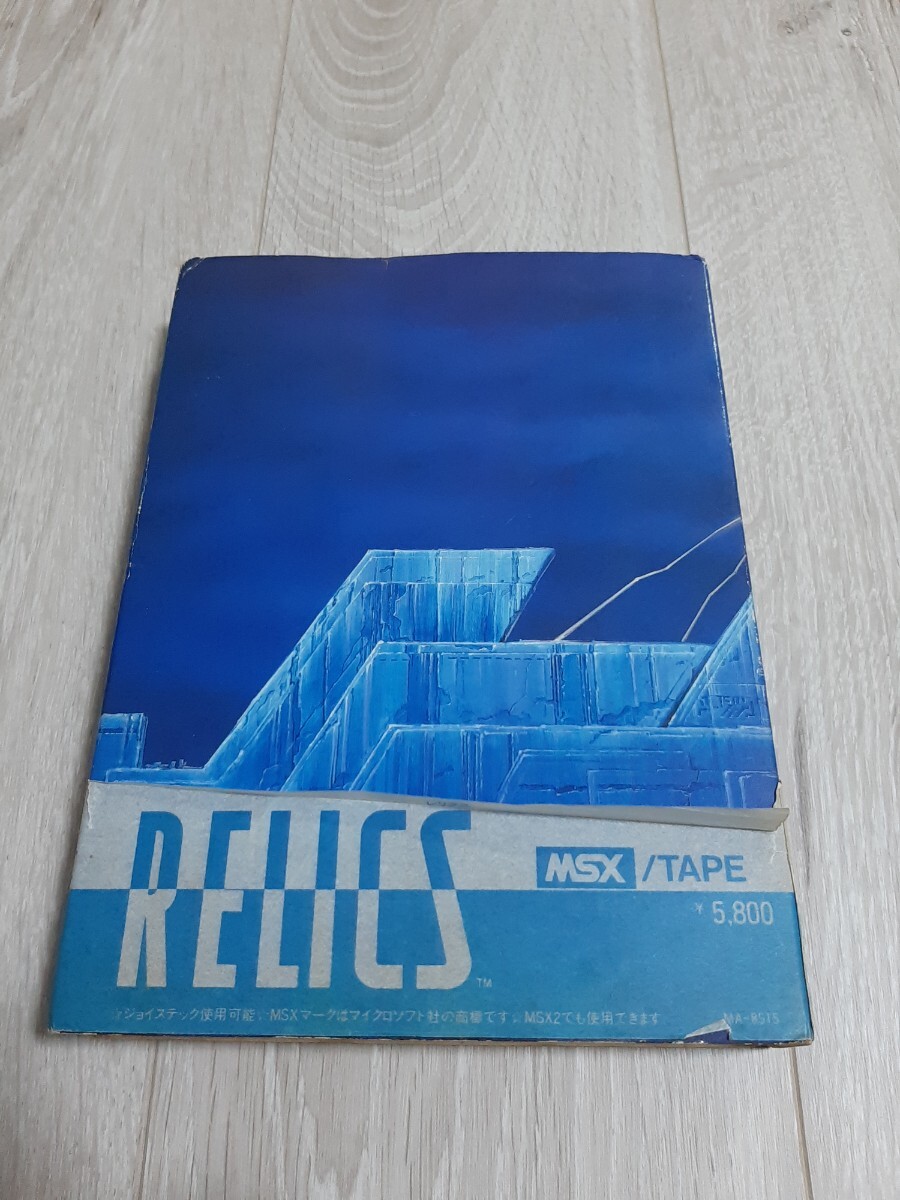 RELICS™
MSX /TAPE
¥ 5,800
☆ジョイスティック使用可能。MSXマークはマイクロソフト社の商標です。MSX2でも使用できます